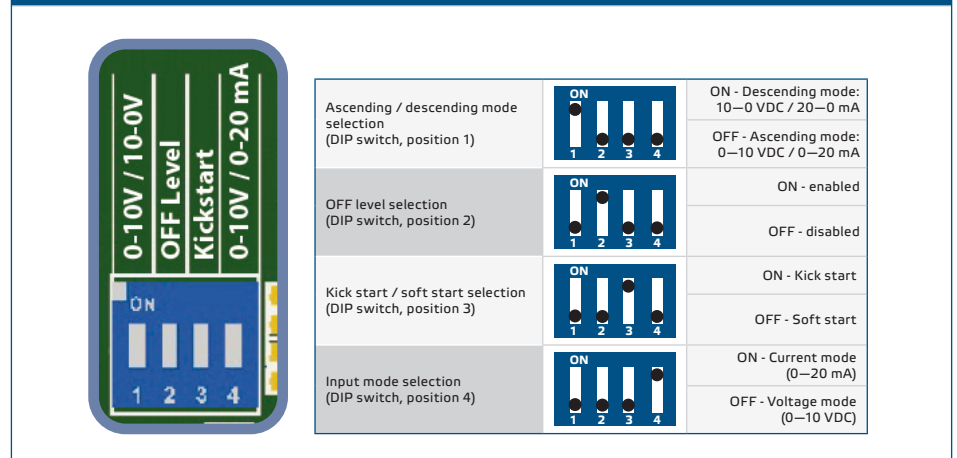 0-10V / 10-0V
OFF Level
Kickstart
0-10V / 0-20 mA
ON
1 2 3 4
Ascending / descending mode
selection
(DIP switch, position 1)
ON
1 2 3 4
ON - Descending mode:
10—0 VDC / 20—0 mA
OFF - Ascending mode:
0—10 VDC / 0—20 mA
OFF level selection
(DIP switch, position 2)
ON
1 2 3 4
ON - enabled
OFF - disabled
Kick start / soft start selection
(DIP switch, position 3)
ON
1 2 3 4
ON - Kick start
OFF - Soft start
Input mode selection
(DIP switch, position 4)
ON
1 2 3 4
ON - Current mode
(0—20 mA)
OFF - Voltage mode
(0—10 VDC)